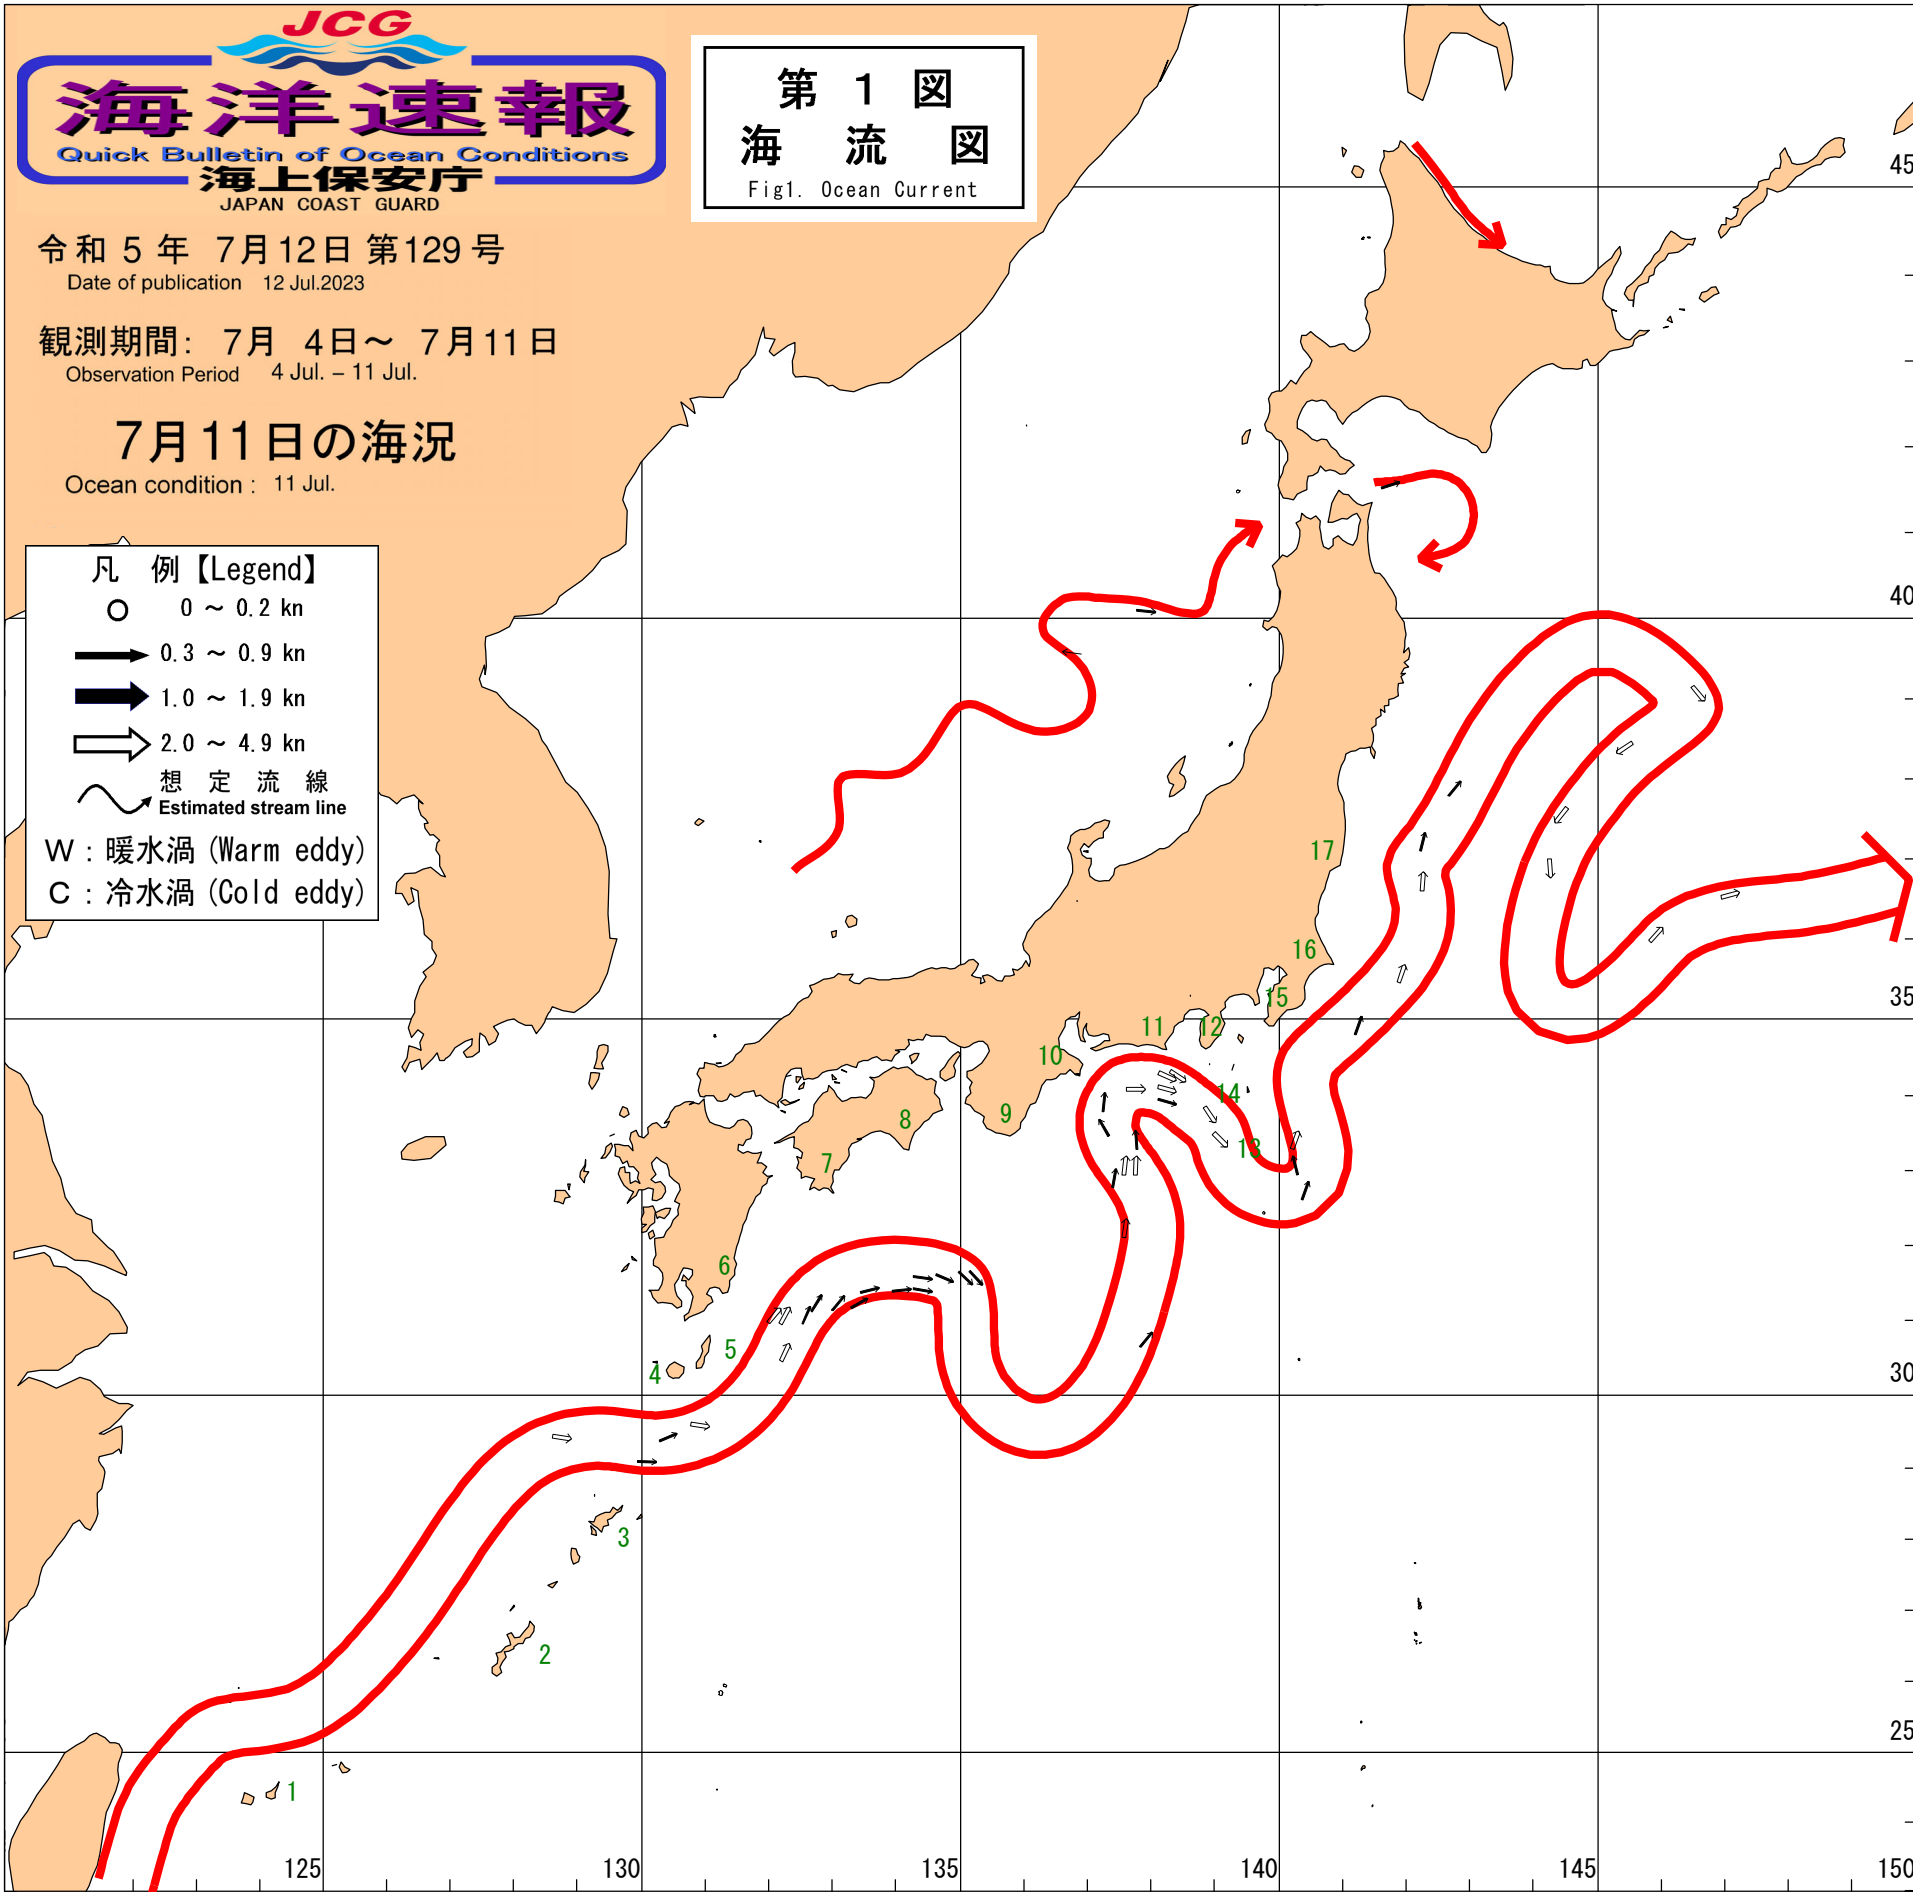 JCG
海洋速報
Quick Bulletin of Ocean Conditions
海上保安庁
JAPAN COAST GUARD
第 1 図
海 流 図
Fig1. Ocean Current
令和 5 年 7月12日 第129号
Date of publication 12 Jul.2023
観測期間: 7月 4日～ 7月11日
Observation Period 4 Jul. – 11 Jul.
7月11日の海況
Ocean condition : 11 Jul.
凡 例【Legend】
0 ～ 0.2 kn
0.3 ～ 0.9 kn
1.0 ～ 1.9 kn
2.0 ～ 4.9 kn
想 定 流 線
Estimated stream line
W : 暖水渦 (Warm eddy)
C : 冷水渦 (Cold eddy)
45
40
35
30
25
17
16
15
11
12
10
14
9
8
13
7
6
5
4
3
2
1
125
130
135
140
145
150